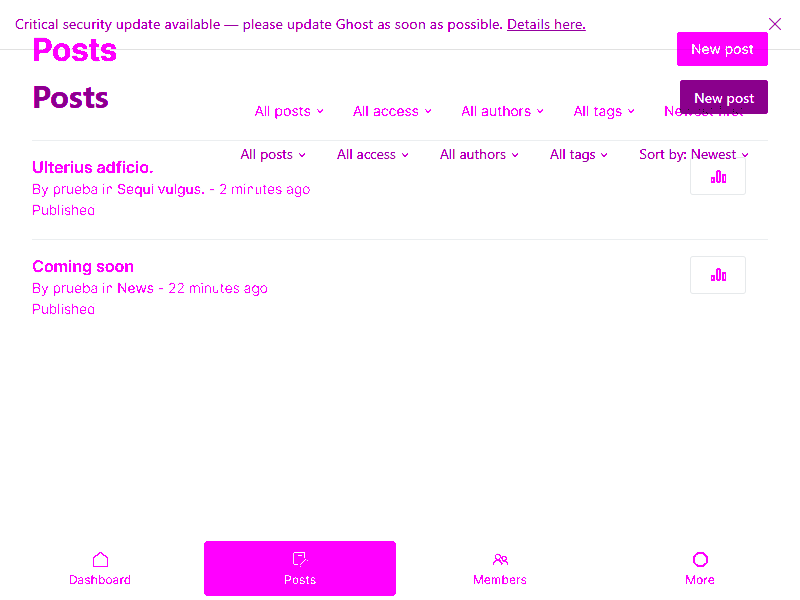 Critical security update available — please update Ghost as soon as possible. Details here.
Posts
New post
Posts
New post
All posts
All access
All authors
All tags
Newest first
All posts
All access
All authors
All tags
Sort by: Newest
Ulterius adficio.
By prueba in Sequi vulgus. - 2 minutes ago
Published
Coming soon
By prueba in News - 22 minutes ago
Published
Dashboard
Posts
Members
More